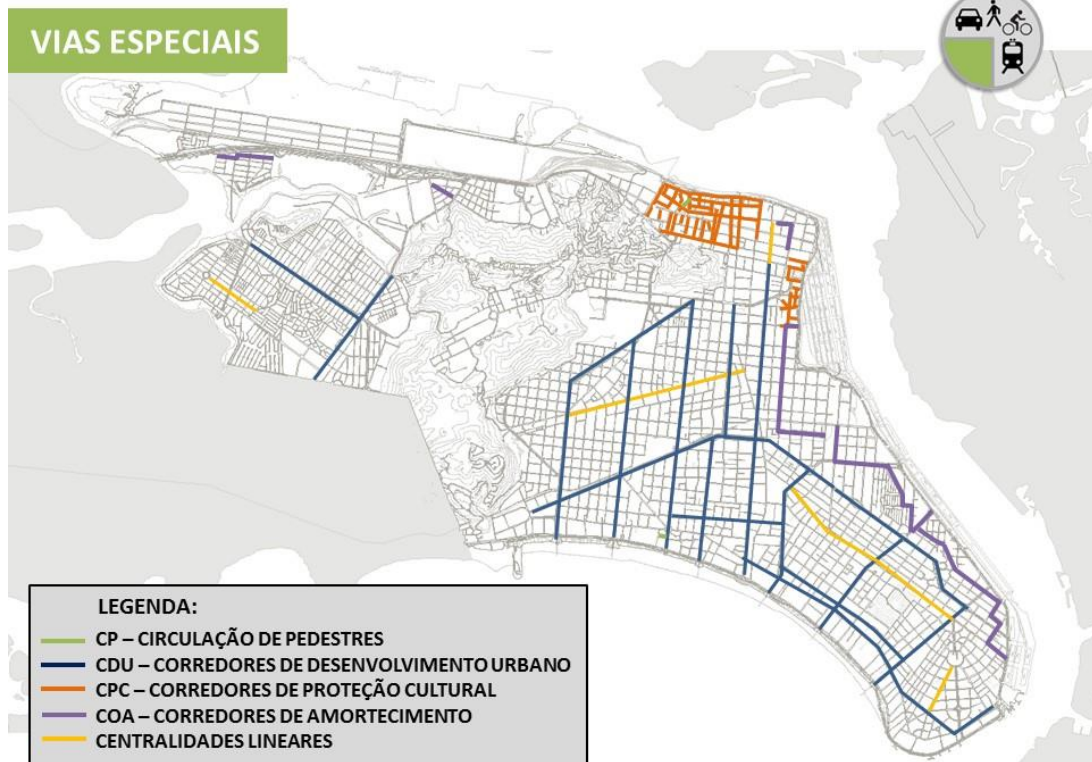 VIAS ESPECIAIS
LEGENDA:
CP – CIRCULAÇÃO DE PEDESTRES
CDU – CORREDORES DE DESENVOLVIMENTO URBANO
CPC – CORREDORES DE PROTEÇÃO CULTURAL
COA – CORREDORES DE AMORTECIMENTO
CENTRALIDADES LINEARES